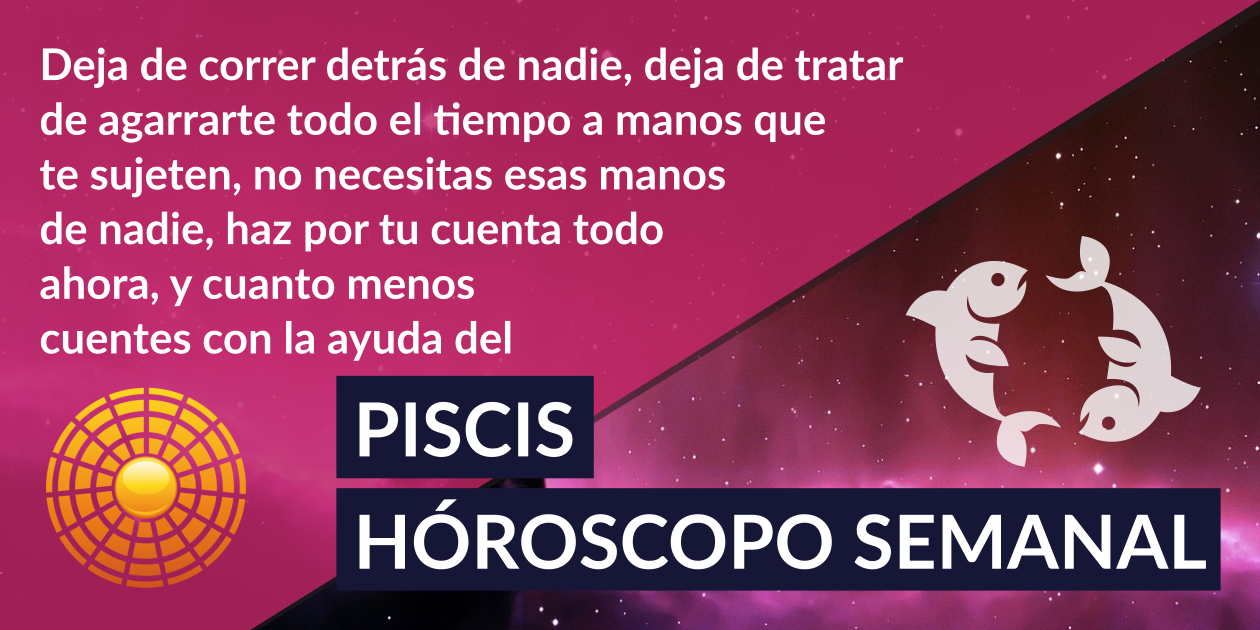 Deja de correr detrás de nadie, deja de tratar
de agarrarte todo el tiempo a manos que
te sujeten, no necesitas esas manos
de nadie, haz por tu cuenta todo
ahora, y cuanto menos
cuentes con la ayuda del
PISCIS
HÓROSCOPO SEMANAL